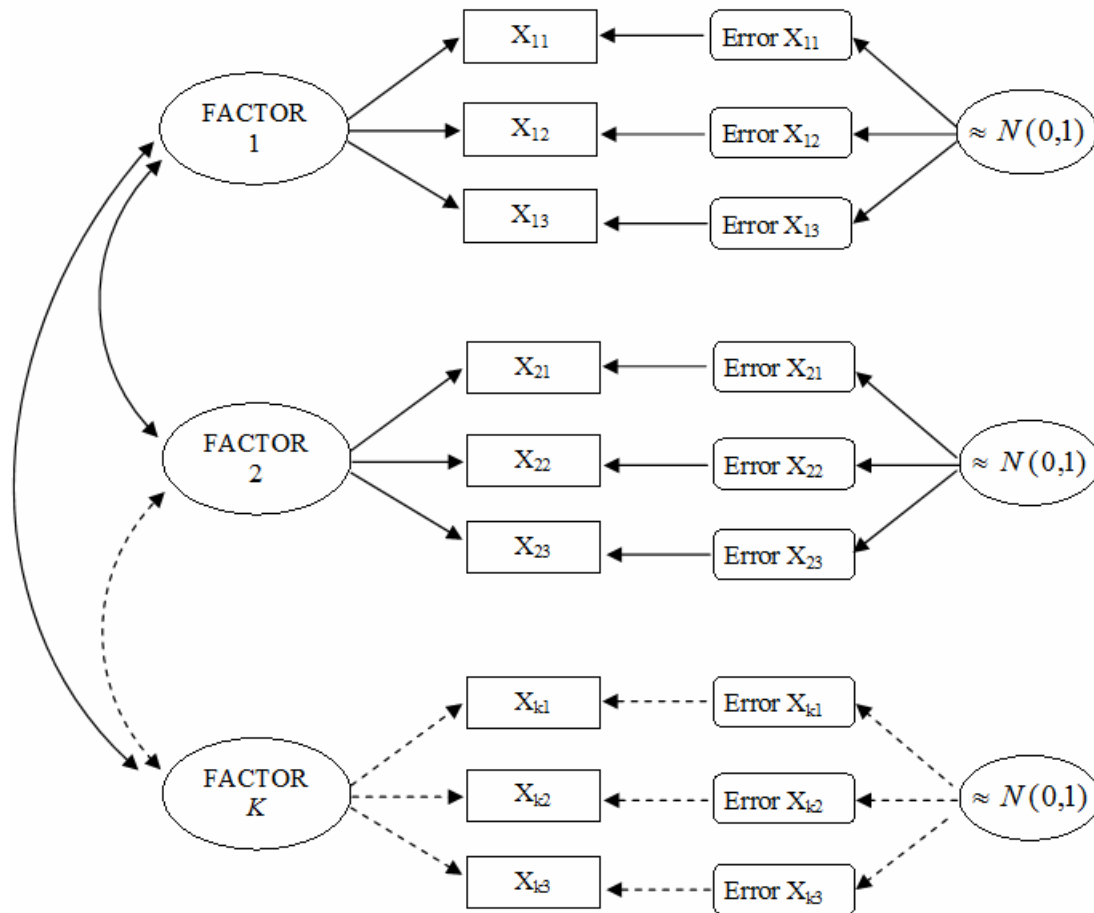 X₁₁
Error X₁₁
FACTOR
1
X₁₂
Error X₁₂
≈ N(0,1)
X₁₃
Error X₁₃
X₂₁
Error X₂₁
FACTOR
2
X₂₂
Error X₂₂
≈ N(0,1)
X₂₃
Error X₂₃
Xₖ₁
Error Xₖ₁
FACTOR
K
Xₖ₂
Error Xₖ₂
≈ N(0,1)
Xₖ₃
Error Xₖ₃